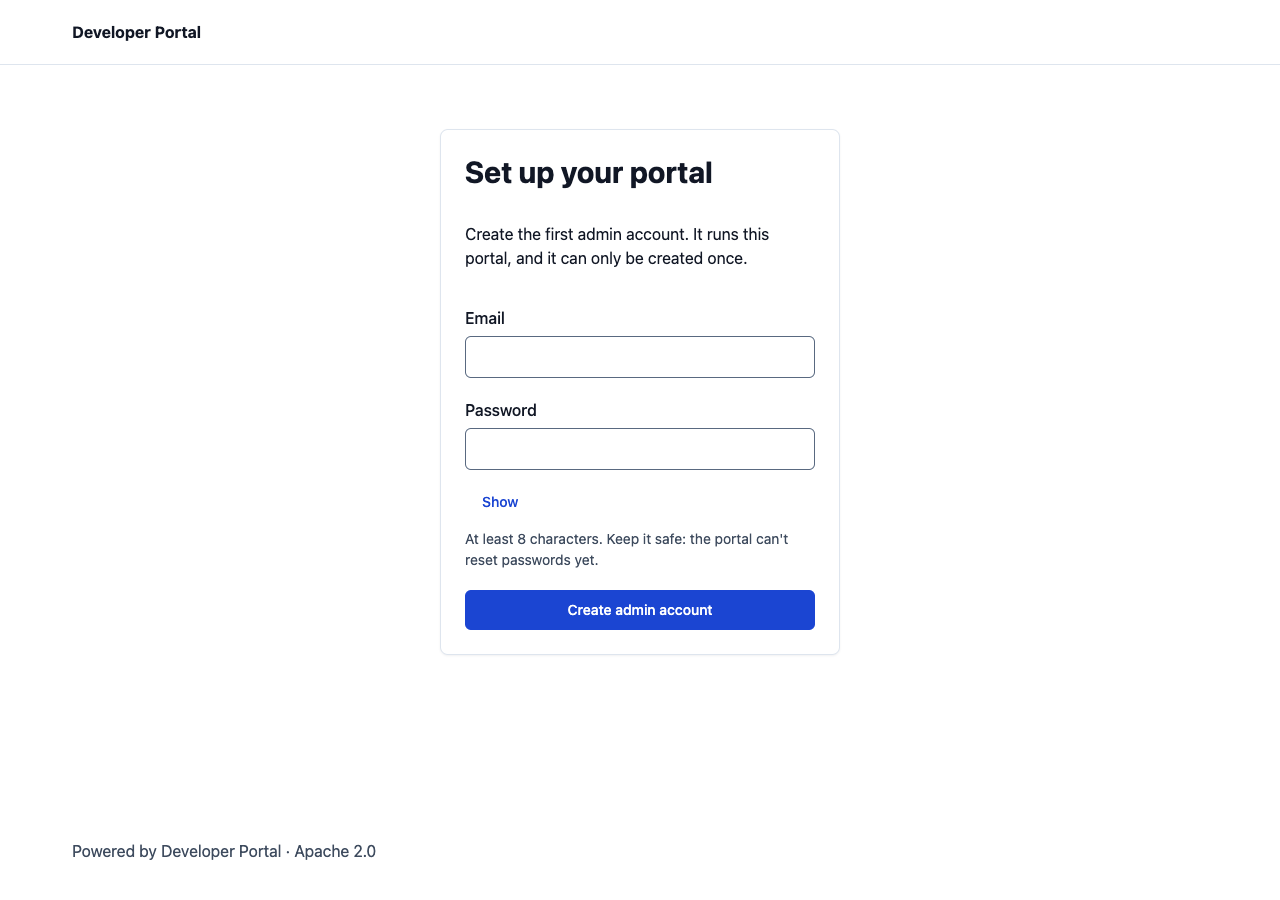 Developer Portal
Set up your portal
Create the first admin account. It runs this
portal, and it can only be created once.
Email
Password
Show
At least 8 characters. Keep it safe: the portal can't
reset passwords yet.
Create admin account
Powered by Developer Portal · Apache 2.0